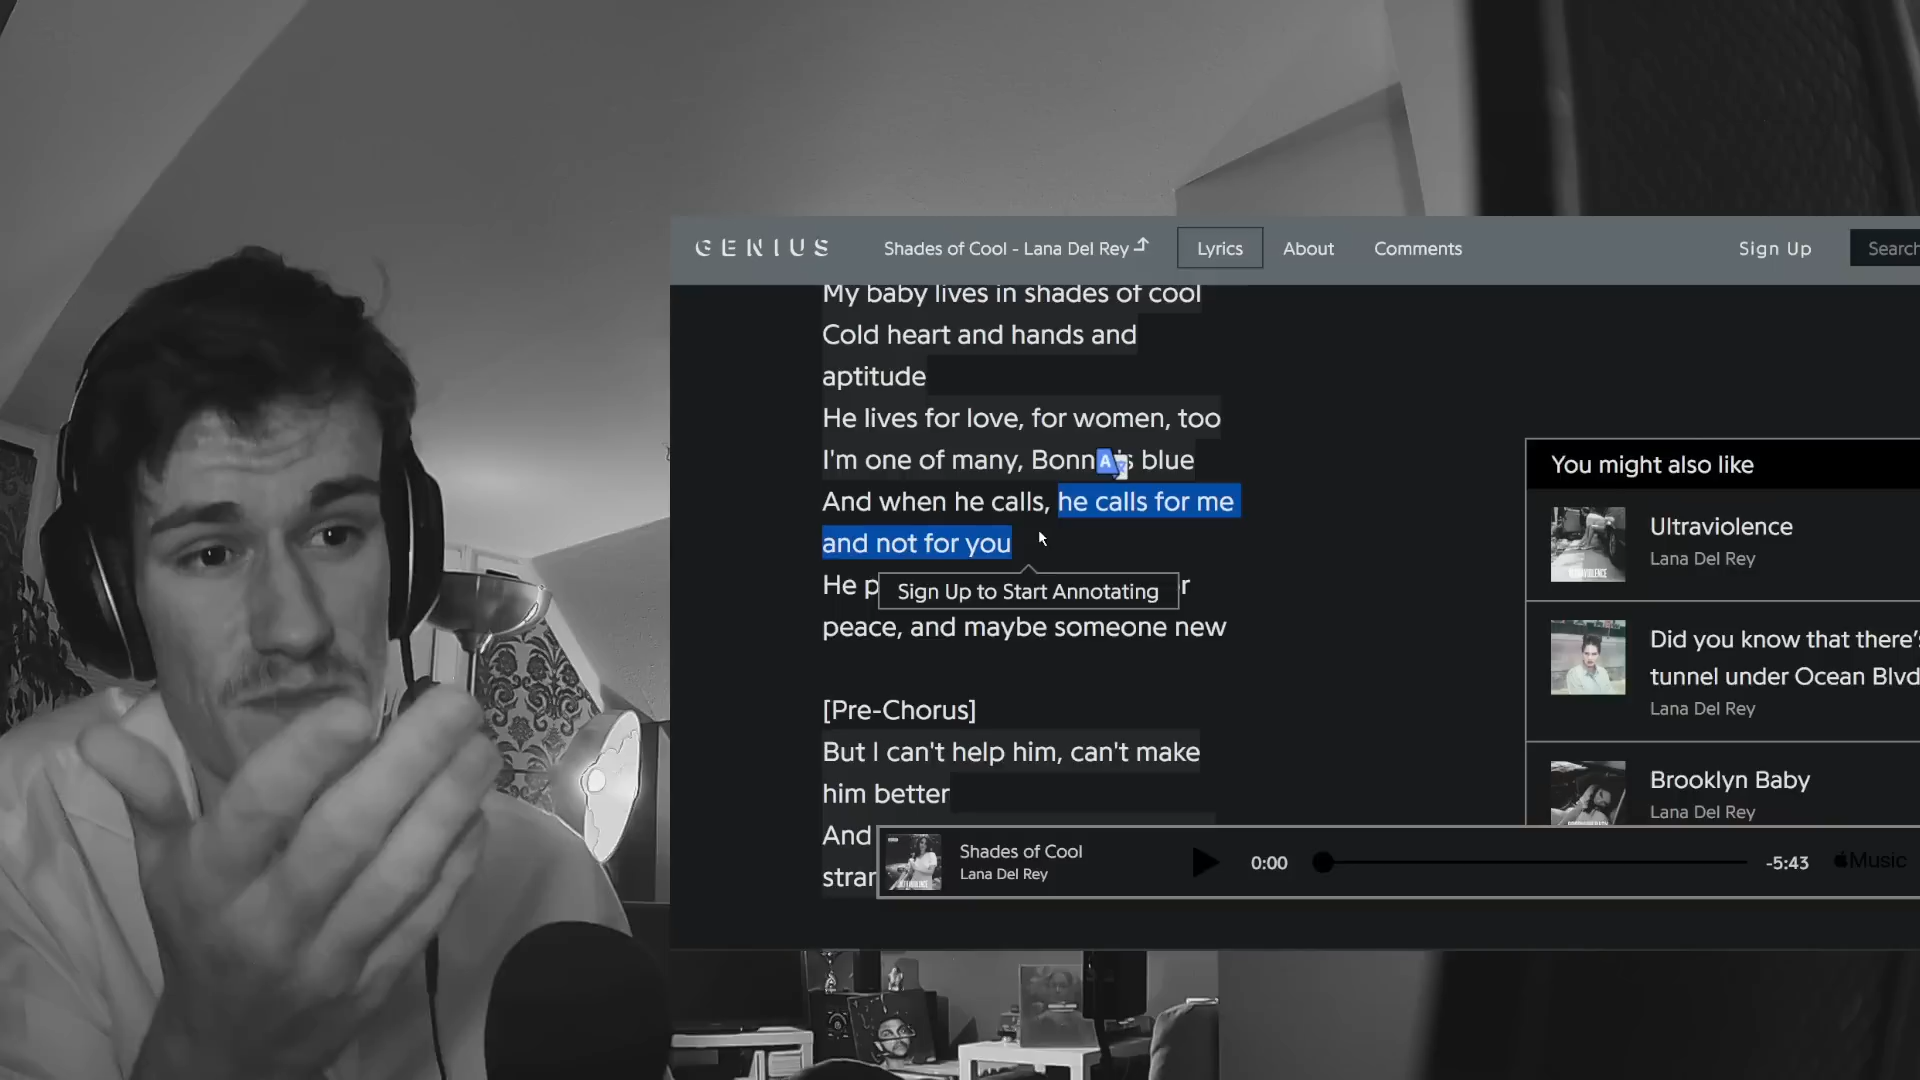 GENIUS
Shades of Cool - Lana Del Rey
Lyrics
About
Comments
Sign Up
Search
My baby lives in shades of cool
Cold heart and hands and
aptitude
He lives for love, for women, too
I'm one of many, Bonn s blue
And when he calls, he calls for me
and not for you
He p r
Sign Up to Start Annotating
peace, and maybe someone new
[Pre-Chorus]
But I can't help him, can't make
him better
And
stran
You might also like
Ultraviolence
Lana Del Rey
Did you know that there's
tunnel under Ocean Blvd
Lana Del Rey
Brooklyn Baby
Lana Del Rey
Shades of Cool
Lana Del Rey
0:00
-5:43
Music